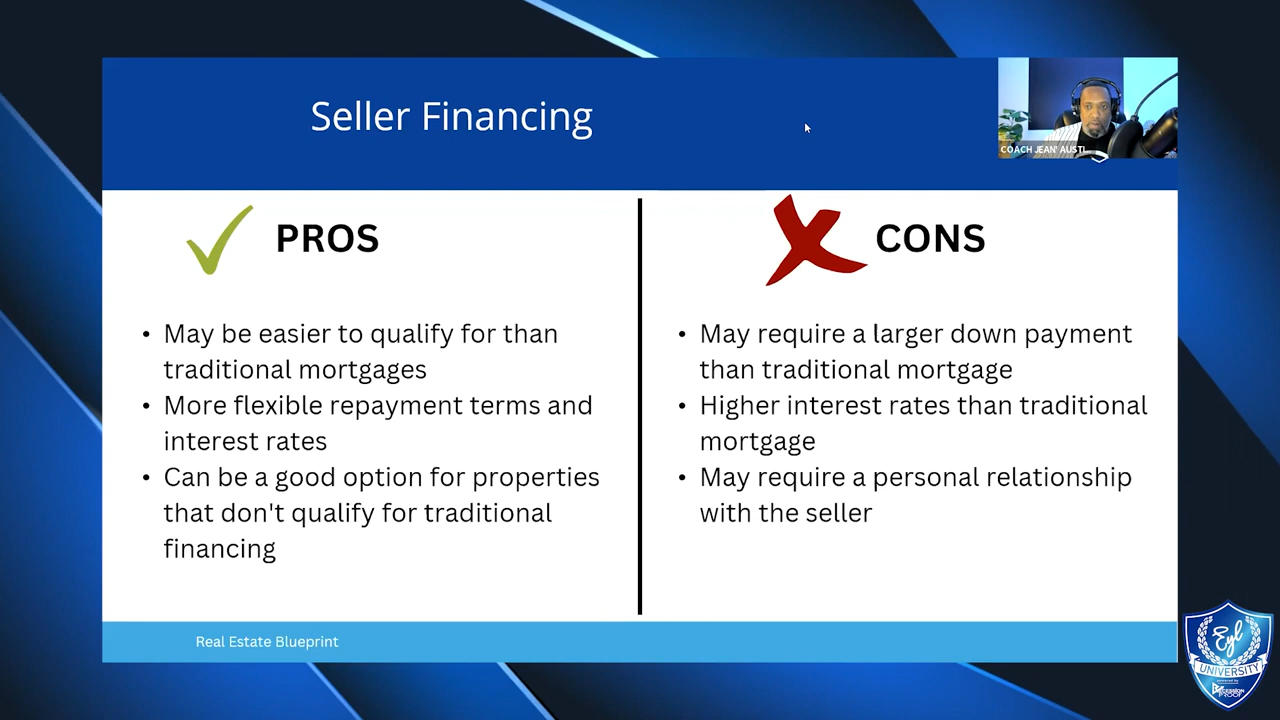 Seller Financing
COACH JEAN' AUSTI...
PROS
CONS
• May be easier to qualify for than
traditional mortgages
• More flexible repayment terms and
interest rates
• Can be a good option for properties
that don't qualify for traditional
financing
• May require a larger down payment
than traditional mortgage
• Higher interest rates than traditional
mortgage
• May require a personal relationship
with the seller
Real Estate Blueprint
Eyl
UNIVERSITY
powered by